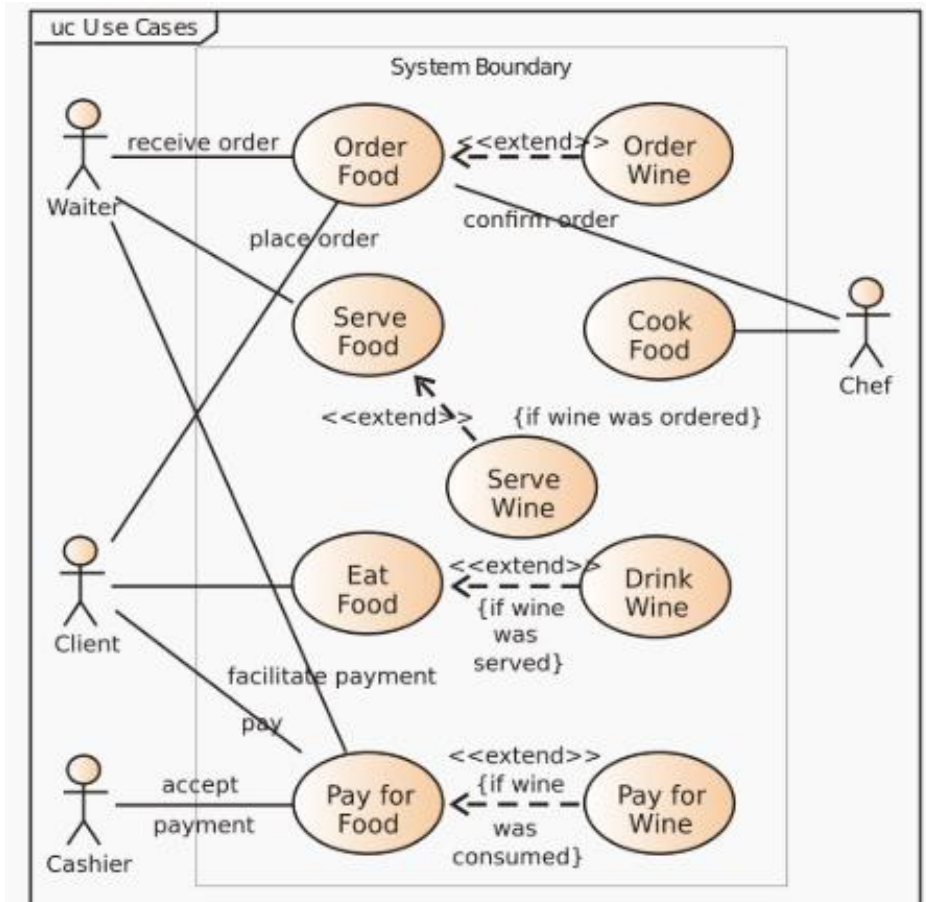 uc Use Cases
System Boundary
receive order
Order
Food
<<extend>>
Order
Wine
Waiter
place order
confirm order
Serve
Food
Cook
Food
Chef
<<extend>>
{if wine was ordered}
Serve
Wine
Client
Eat
Food
<<extend>>
{if wine
was
served}
Drink
Wine
facilitate payment
pay
Cashier
accept
payment
Pay for
Food
<<extend>>
{if wine
was
consumed}
Pay for
Wine